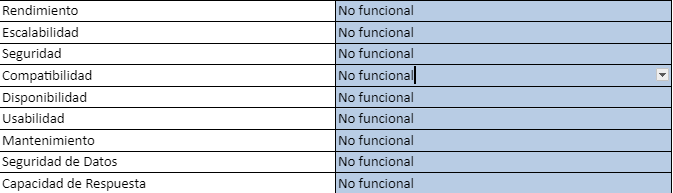 Rendimiento No funcional
Escalabilidad No funcional
Seguridad No funcional
Compatibilidad No funcional
Disponibilidad No funcional
Usabilidad No funcional
Mantenimiento No funcional
Seguridad de Datos No funcional
Capacidad de Respuesta No funcional